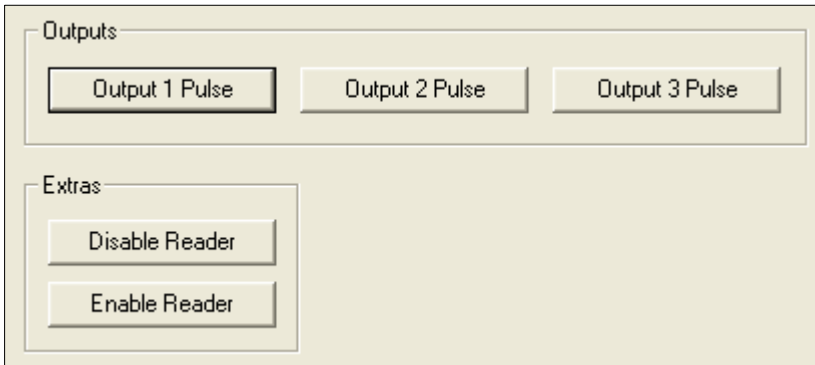 Outputs
Output 1 Pulse Output 2 Pulse Output 3 Pulse
Extras
Disable Reader
Enable Reader